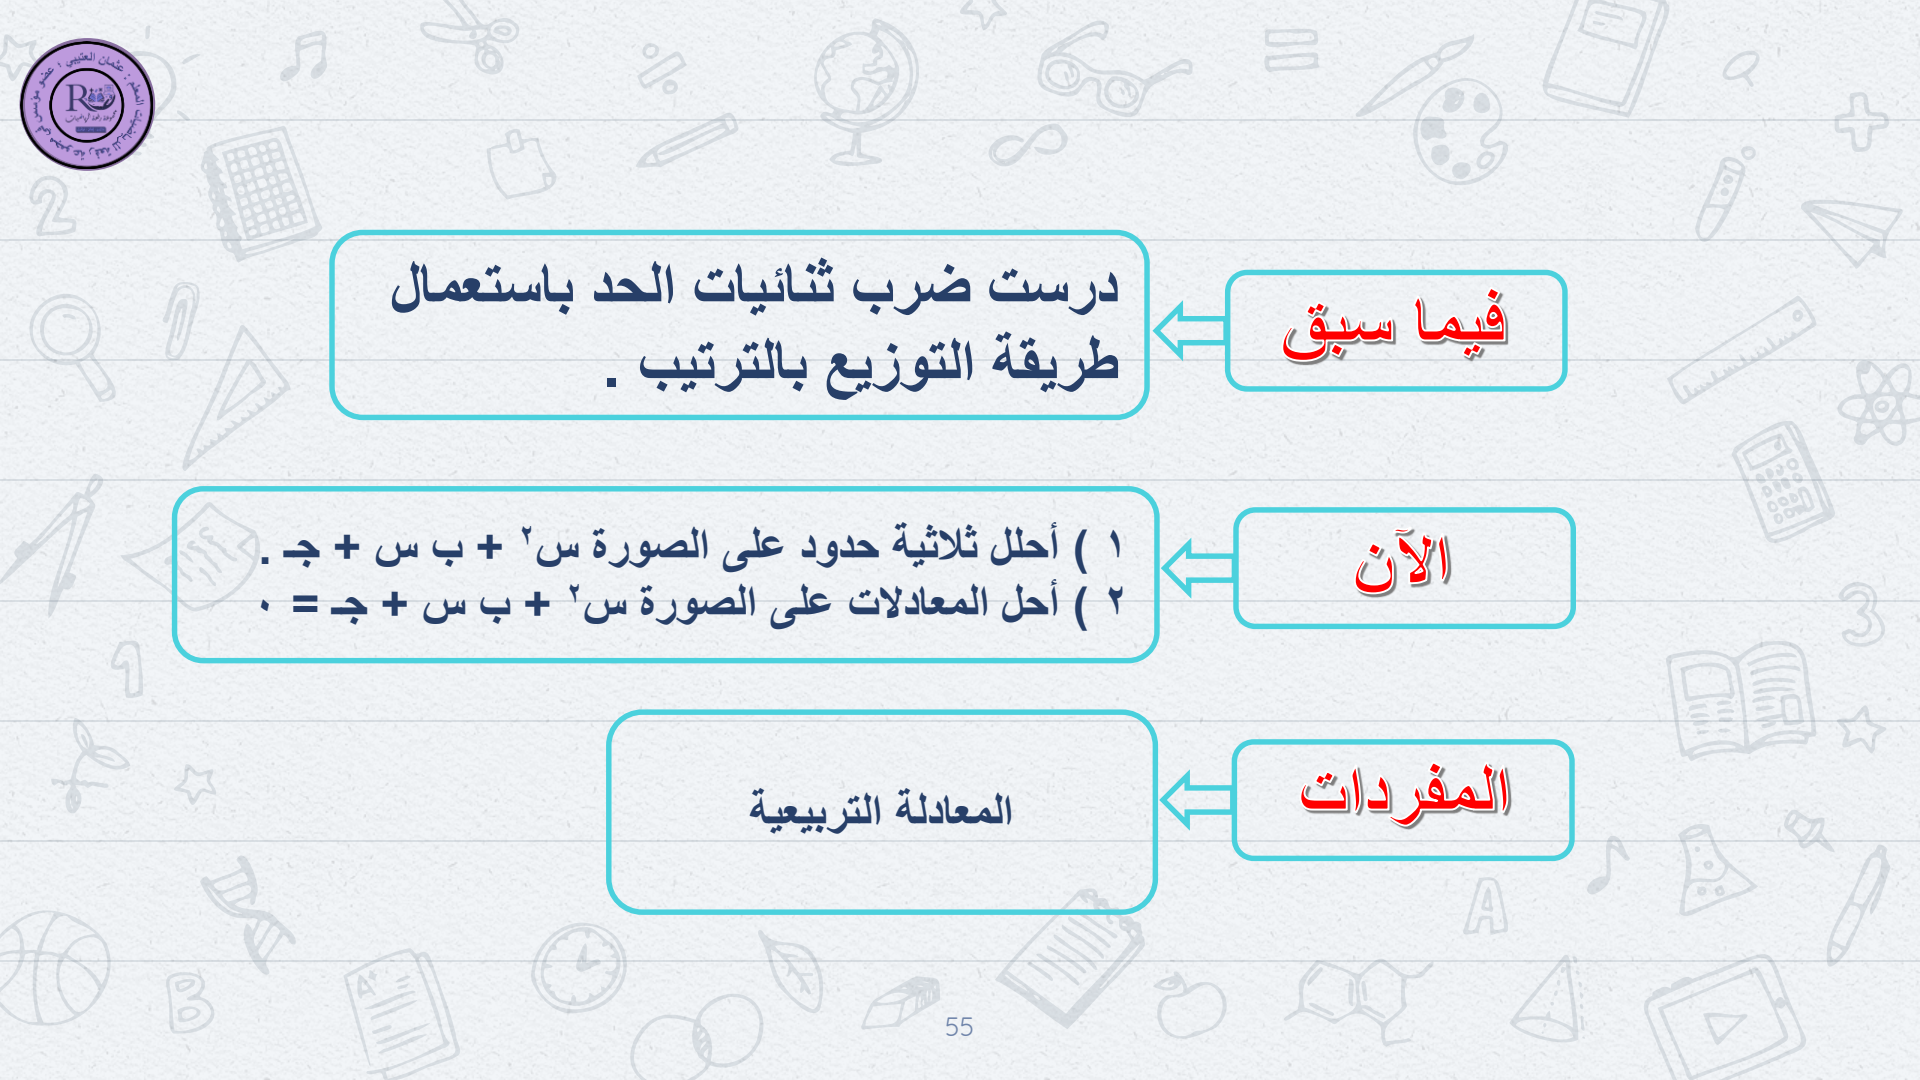 فيما سبق
درست ضرب ثنائيات الحد باستعمال
طريقة التوزيع بالترتيب .
الآن
١ ) أحلل ثلاثية حدود على الصورة س٢ + ب س + جـ .
٢ ) أحل المعادلات على الصورة س٢ + ب س + جـ = ٠
المفردات
المعادلة التربيعية
55